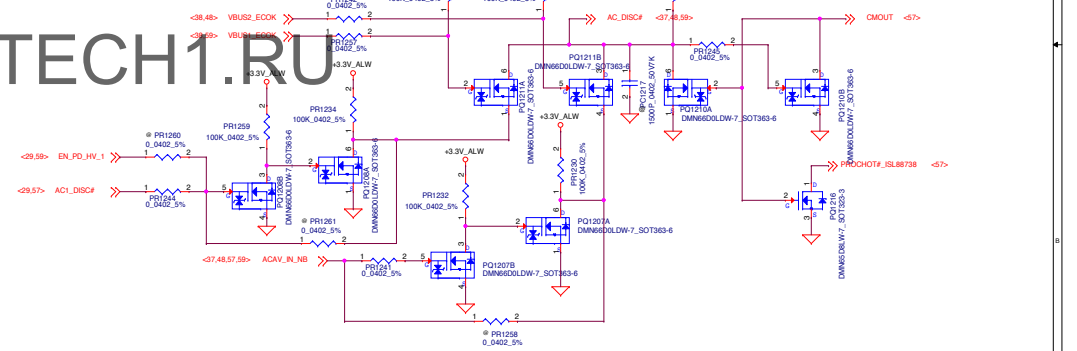 0_0402_5%
<38,48> VBUS2_ECOK
AC_DISC# <37,48,59>
CMOUT <57>
PR1257
0_0402_5%
PR1245
0_0402_5%
TECH1.RU
+3.3V_ALW
+3.3V_ALW
PR1259
100K_0402_5%
PR1234
100K_0402_5%
PQ1211A
DMN66D0LDW-7_SOT363-6
PQ1211B
DMN66D0LDW-7_SOT363-6
@PC1217
1500P_0402_50V7K
PQ1210A
DMN66D0LDW-7_SOT363-6
PQ1210B
DMN66D0LDW-7_SOT363-6
@ PR1260
0_0402_5%
<29,59> EN_PD_HV_1
<29,57> AC1_DISC#
PR1244
0_0402_5%
PQ1208B
DMN66D0LDW-7_SOT363-6
PQ1208A
DMN66D0LDW-7_SOT363-6
+3.3V_ALW
PR1232
100K_0402_5%
+3.3V_ALW
PR1230
100K_0402_5%
PROCHOT#_ISL88738 <57>
PQ1216
DMN65D8LW-7_SOT323-3
@ PR1261
0_0402_5%
PQ1207A
DMN66D0LDW-7_SOT363-6
<37,48,57,59> ACAV_IN_NB
PR1241
0_0402_5%
PQ1207B
DMN66D0LDW-7_SOT363-6
@ PR1258
0_0402_5%
B